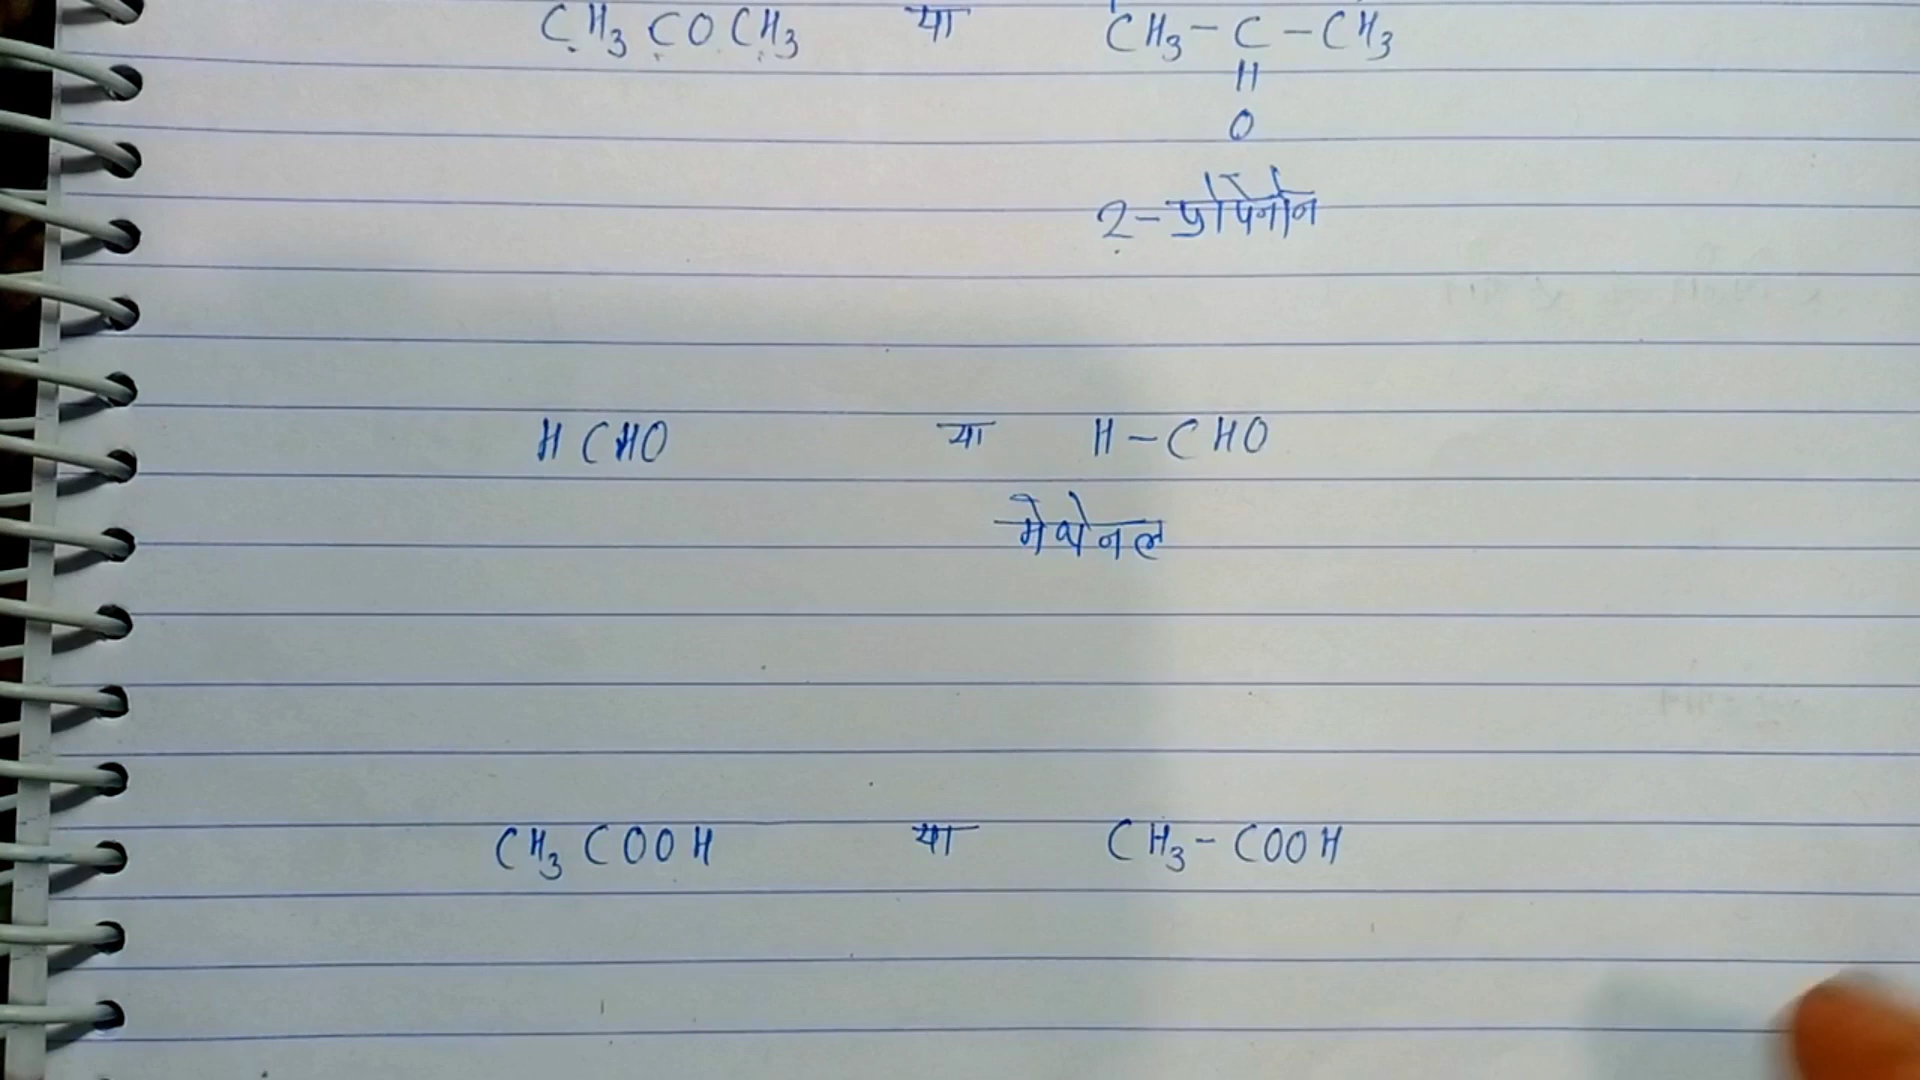 CH₃COCH₃ या CH₃-C-CH₃
||
O
2-प्रोपेनोन
HCHO या H-CHO
मेथेनल
CH₃COOH या CH₃-COOH